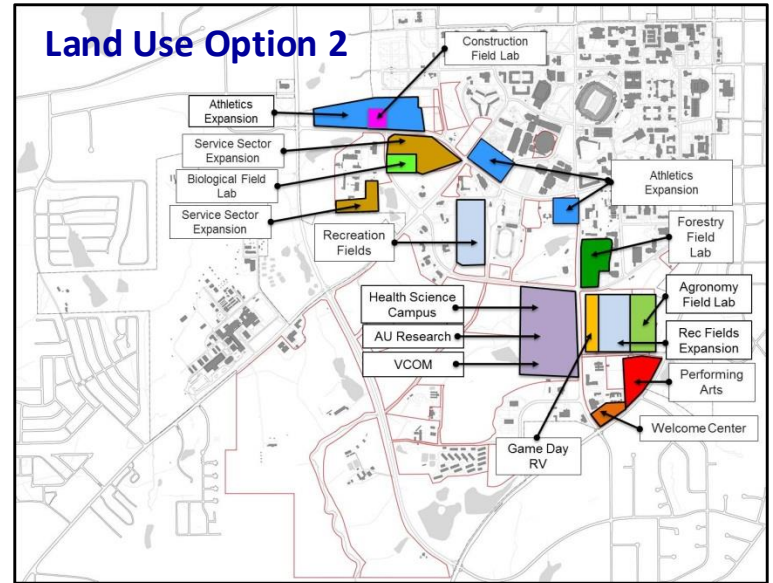 Land Use Option 2
Construction
Field Lab
Athletics
Expansion
Service Sector
Expansion
Biological Field
Lab
Service Sector
Expansion
Recreation
Fields
Athletics
Expansion
Forestry
Field
Lab
Health Science
Campus
AU Research
VCOM
Agronomy
Field Lab
Rec Fields
Expansion
Performing
Arts
Welcome Center
Game Day
RV